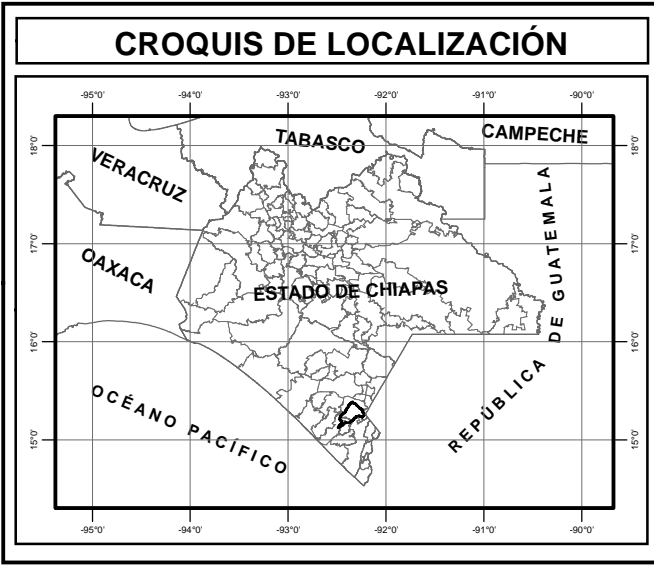 CROQUIS DE LOCALIZACIÓN
-95°0' -94°0' -93°0' -92°0' -91°0' -90°0'
TABASCO
CAMPECHE
VERACRUZ
OAXACA
ESTADO DE CHIAPAS
REPÚBLICA DE GUATEMALA
OCÉANO PACÍFICO
18°0' 18°0'
17°0' 17°0'
16°0' 16°0'
15°0' 15°0'
-95°0' -94°0' -93°0' -92°0' -91°0' -90°0'